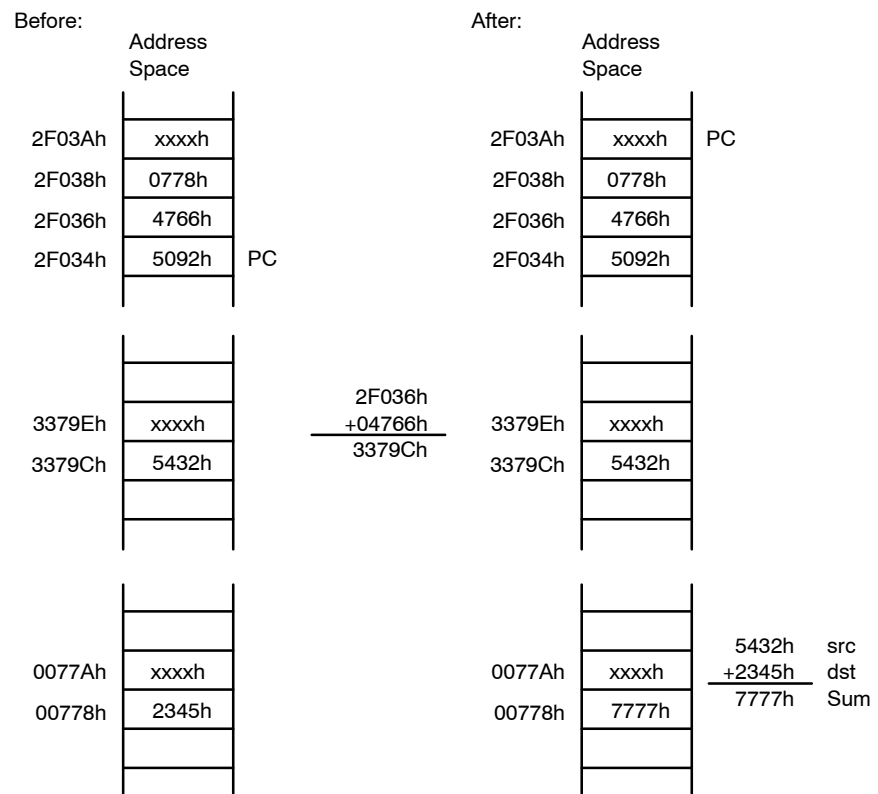 Before:
Address
Space
2F03Ah xxxxh
2F038h 0778h
2F036h 4766h
2F034h 5092h PC
3379Eh xxxxh
3379Ch 5432h
2F036h
+04766h
3379Ch
0077Ah xxxxh
00778h 2345h
After:
Address
Space
2F03Ah xxxxh PC
2F038h 0778h
2F036h 4766h
2F034h 5092h
3379Eh xxxxh
3379Ch 5432h
0077Ah xxxxh
00778h 7777h
5432h src
+2345h dst
7777h Sum